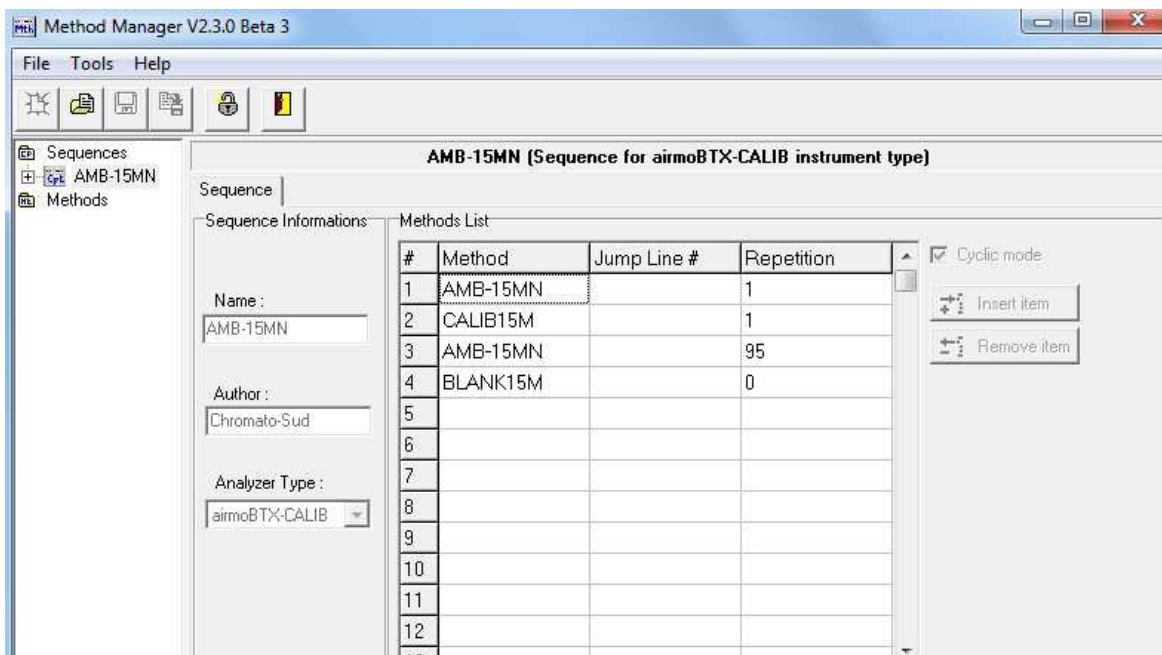 Method Manager V2.3.0 Beta 3
File Tools Help
Sequences
AMB-15MN
Methods
AMB-15MN (Sequence for airmoBTX-CALIB instrument type)
Sequence
Sequence Informations
Name :
AMB-15MN
Author :
Chromato-Sud
Analyzer Type :
airmoBTX-CALIB
Methods List
# Method Jump Line # Repetition
1 AMB-15MN 1
2 CALIB15M 1
3 AMB-15MN 95
4 BLANK15M 0
5
6
7
8
9
10
11
12
Cyclic mode
Insert item
Remove item